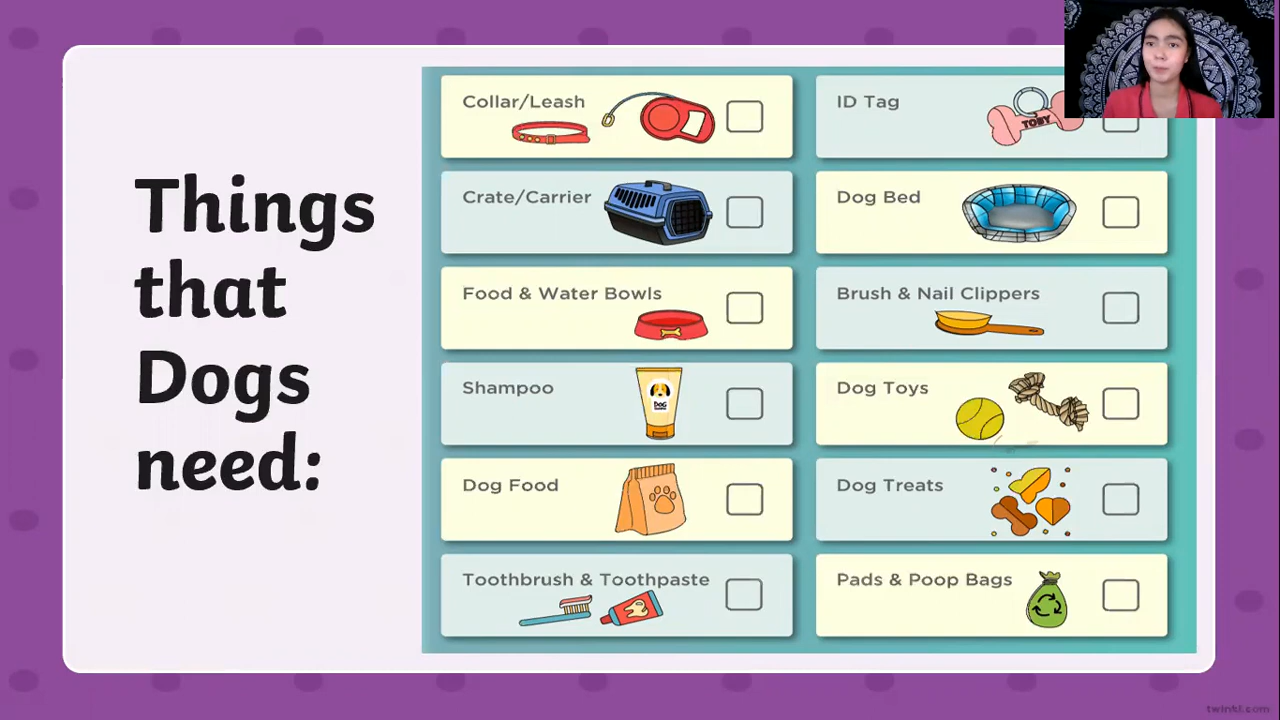 Things
that
Dogs
need:
Collar/Leash
ID Tag
TOBY
Crate/Carrier
Dog Bed
Food & Water Bowls
Brush & Nail Clippers
Shampoo
DOG
Dog Toys
Dog Food
Dog Treats
Toothbrush & Toothpaste
Pads & Poop Bags
twinkl.com